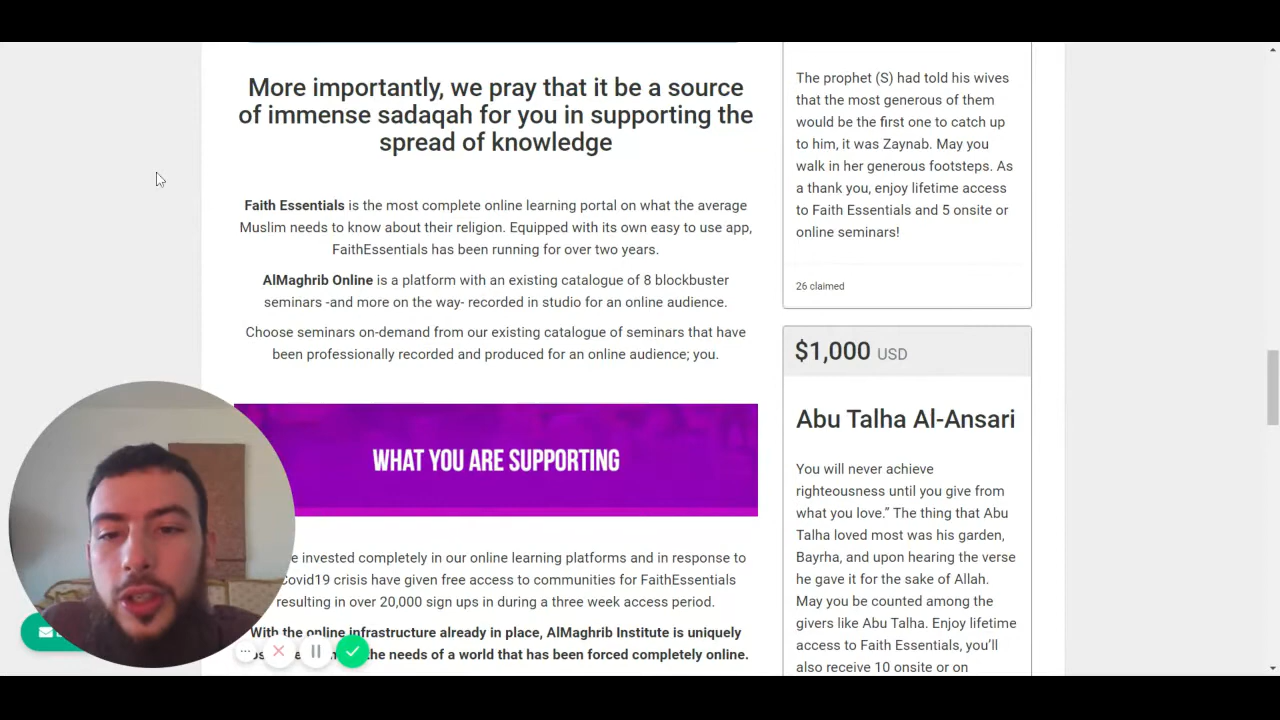 More importantly, we pray that it be a source
of immense sadaqah for you in supporting the
spread of knowledge
Faith Essentials is the most complete online learning portal on what the average
Muslim needs to know about their religion. Equipped with its own easy to use app,
FaithEssentials has been running for over two years.
AlMaghrib Online is a platform with an existing catalogue of 8 blockbuster
seminars -and more on the way- recorded in studio for an online audience.
Choose seminars on-demand from our existing catalogue of seminars that have
been professionally recorded and produced for an online audience; you.
WHAT YOU ARE SUPPORTING
invested completely in our online learning platforms and in response to
Covid19 crisis have given free access to communities for FaithEssentials
resulting in over 20,000 sign ups in during a three week access period.
With the online infrastructure already in place, AlMaghrib Institute is uniquely
the needs of a world that has been forced completely online.
The prophet (S) had told his wives
that the most generous of them
would be the first one to catch up
to him, it was Zaynab. May you
walk in her generous footsteps. As
a thank you, enjoy lifetime access
to Faith Essentials and 5 onsite or
online seminars!
26 claimed
$1,000 USD
Abu Talha Al-Ansari
You will never achieve
righteousness until you give from
what you love.” The thing that Abu
Talha loved most was his garden,
Bayrha, and upon hearing the verse
he gave it for the sake of Allah.
May you be counted among the
givers like Abu Talha. Enjoy lifetime
access to Faith Essentials, you’ll
also receive 10 onsite or on